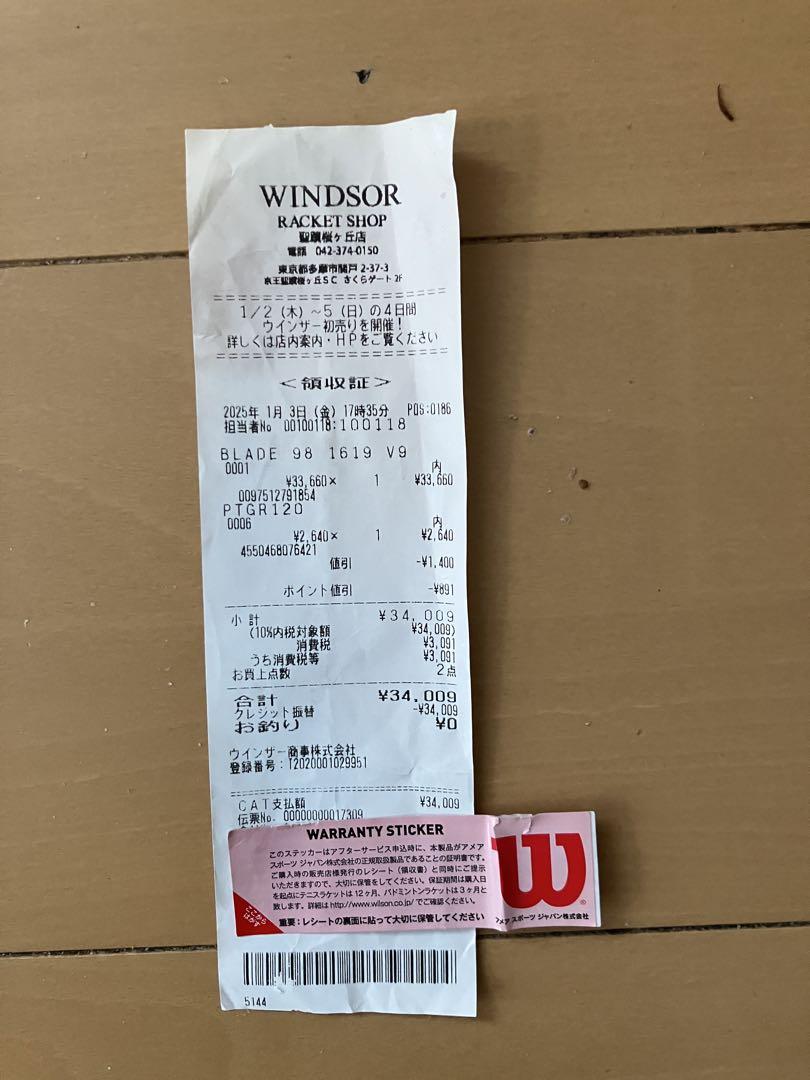 WINDSOR
RACKET SHOP
聖蹟桜ヶ丘店
電話 042-374-0150
東京都多摩市関戸 2-37-3
京王聖蹟桜ヶ丘SC さくらゲート 2f
1/2 (木) ~5 (日) の4日間
ウインザー初売りを開催!
詳しくは店内案内・HPをご覧ください
<領収証>
2025年 1月 3日 (金) 17時35分 POS:0186
担当者No 00100118:100118
BLADE 98 1619 V9
0001 内
¥33,660× 1 ¥33,660
0097512791854
PTGR120
0006 内
¥2,640× 1 ¥2,640
4550468076421
値引 -¥1,400
ポイント値引 -¥891
小計 ¥34,009
(10%内税対象額 ¥34,009)
消費税 ¥3,091
うち消費税等 ¥3,091
お買上点数 2点
合計 ¥34,009
クレジット振替 -¥34,009
お釣り ¥0
ウインザー商事株式会社
登録番号:T2020001029951
CAT支払額 ¥34,009
伝票No. 00000000017309
WARRANTY STICKER
このステッカーはアフターサービス申込時に、本製品がアメア
スポーツ ジャパン株式会社の正規取扱製品であることの証明書です。
ご購入時の販売店様発行のレシート(領収書)と同時にご提示
いただきますので、大切に保管をしてください。保証期間は購入日
を起点にテニスラケットは12ヶ月、バドミントンラケットは3ヶ月と
致します。詳細は http://www.wilson.co.jp/ でご確認ください。
ここから
はがす
重要:レシートの裏面に貼って大切に保管してください
W
®
アメア スポーツ ジャパン株式会社
5144